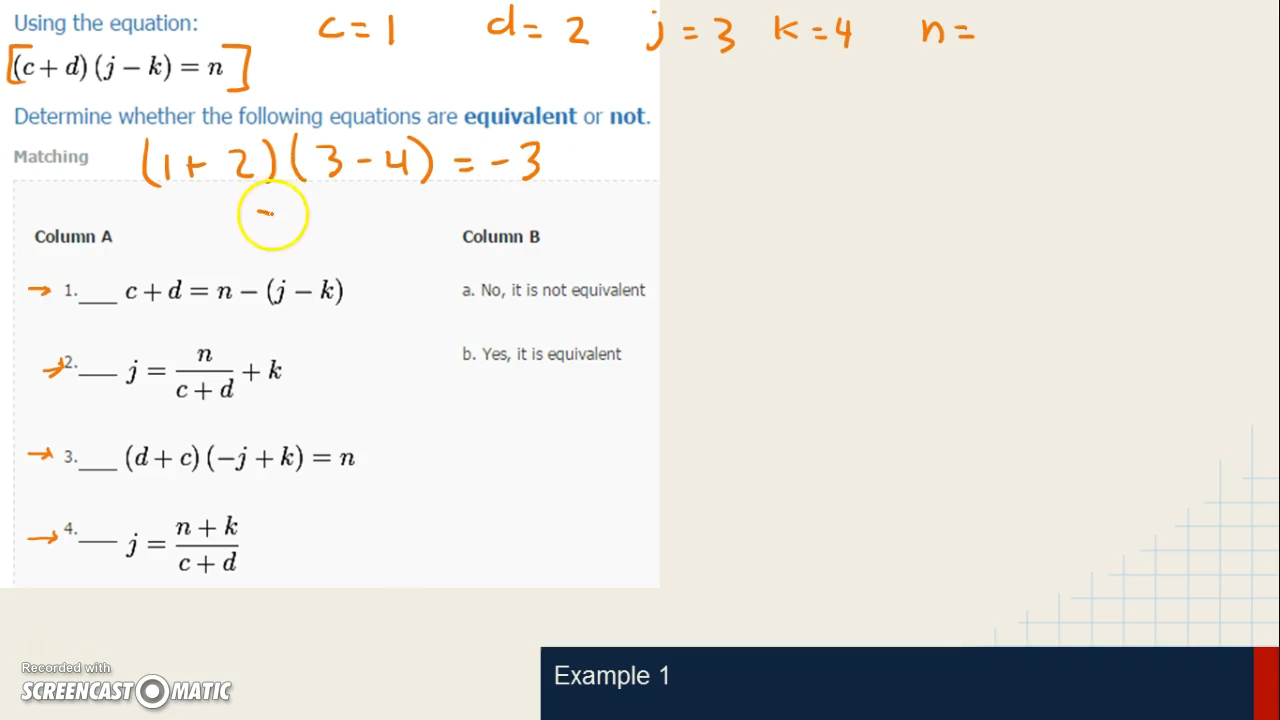 Using the equation: c = 1 d = 2 j = 3 k = 4 n =
[(c + d) (j − k) = n]
Determine whether the following equations are equivalent or not.
Matching
(1 + 2) (3 - 4) = - 3
Column A Column B
→ 1.___ c + d = n − (j − k) a. No, it is not equivalent
→ 2.___ j = n/(c + d) + k b. Yes, it is equivalent
→ 3.___ (d + c) (−j + k) = n
→ 4.___ j = (n + k)/(c + d)
Recorded with
SCREENCAST-O-MATIC
Example 1